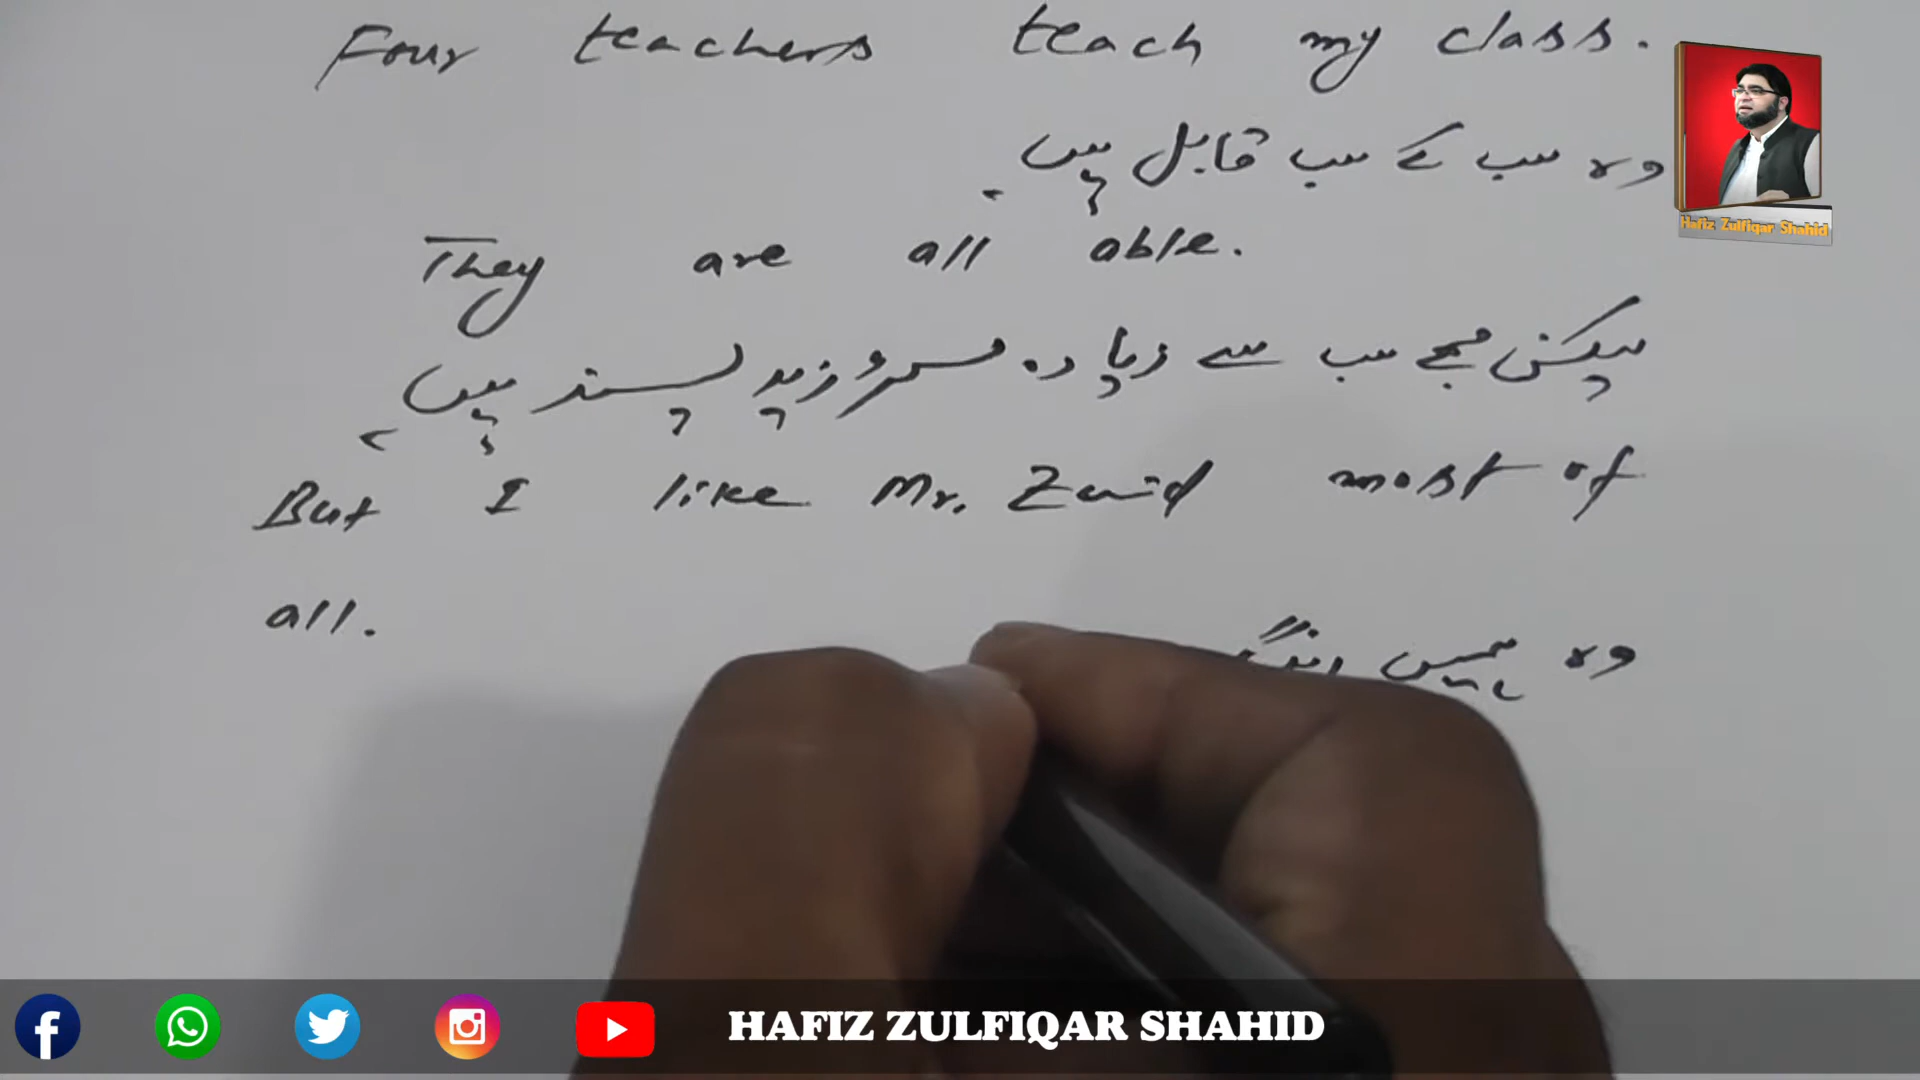 Four teachers teach my class.
وہ سب کے سب قابل ہیں۔
They are all able.
لیکن مجھے سب سے زیادہ مسٹر زید پسند ہیں۔
But I like Mr. Zaid most of
all.
وہ ہمیں
Hafiz Zulfiqar Shahid
HAFIZ ZULFIQAR SHAHID